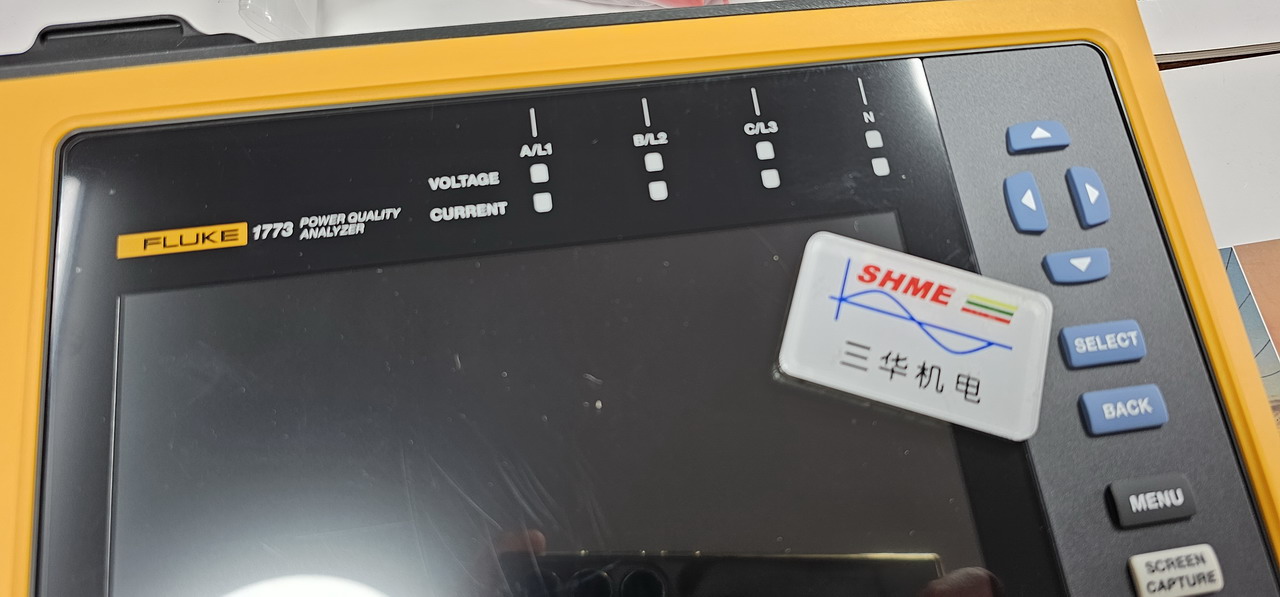 A/L1 B/L2 C/L3 N
VOLTAGE
CURRENT
FLUKE 1773 POWER QUALITY
ANALYZER
SHME
三华机电
SELECT
BACK
MENU
SCREEN
CAPTURE